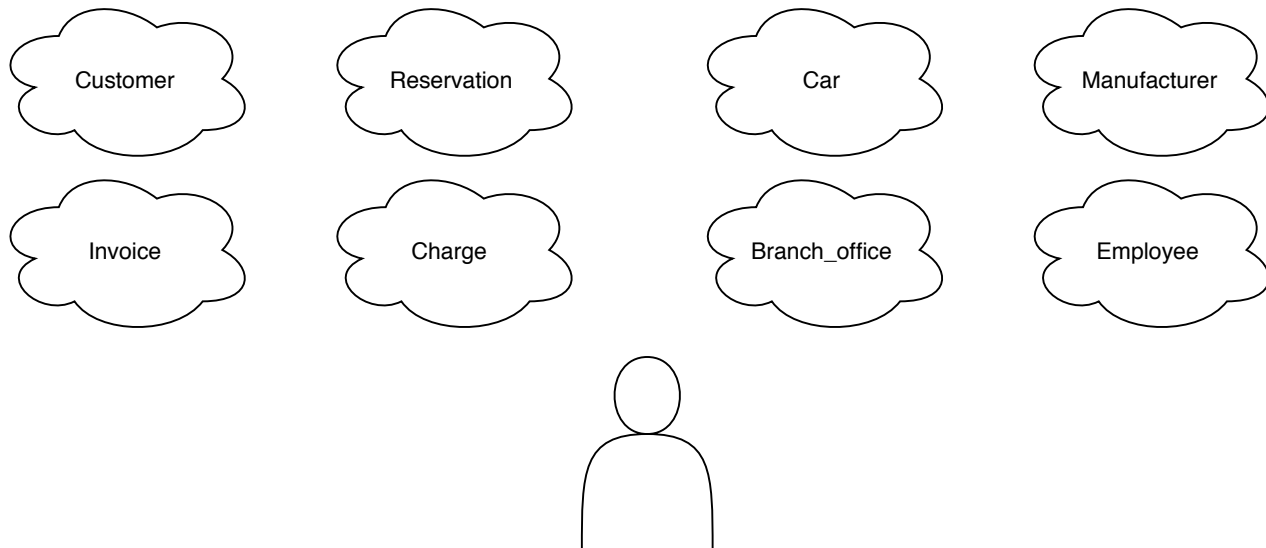 Customer
Reservation
Car
Manufacturer
Invoice
Charge
Branch_office
Employee